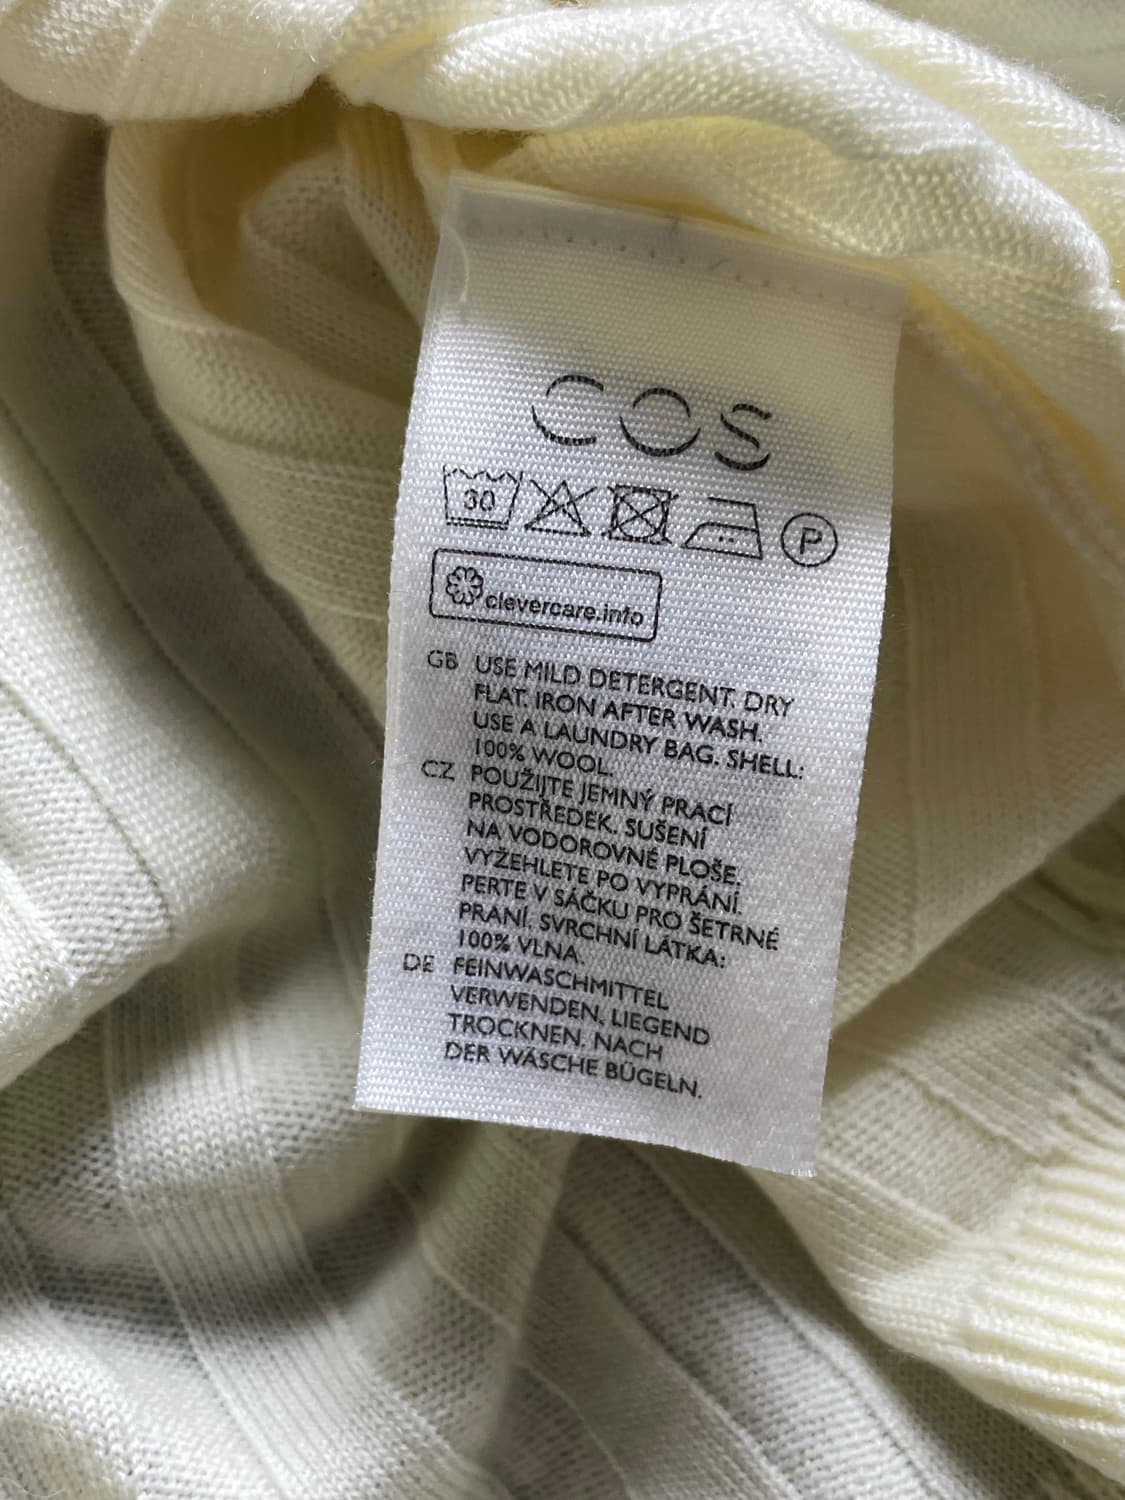 COS
30
P
clevercare.info
GB USE MILD DETERGENT. DRY
FLAT. IRON AFTER WASH.
USE A LAUNDRY BAG. SHELL:
100% WOOL.
CZ POUŽIJTE JEMNÝ PRACÍ
PROSTŘEDEK. SUŠENÍ
NA VODOROVNÉ PLOŠE.
VYŽEHLETE PO VYPRÁNÍ.
PERTE V SÁČKU PRO ŠETRNÉ
PRANÍ. SVRCHNÍ LÁTKA:
100% VLNA.
DE FEINWASCHMITTEL
VERWENDEN. LIEGEND
TROCKNEN. NACH
DER WÄSCHE BÜGELN.